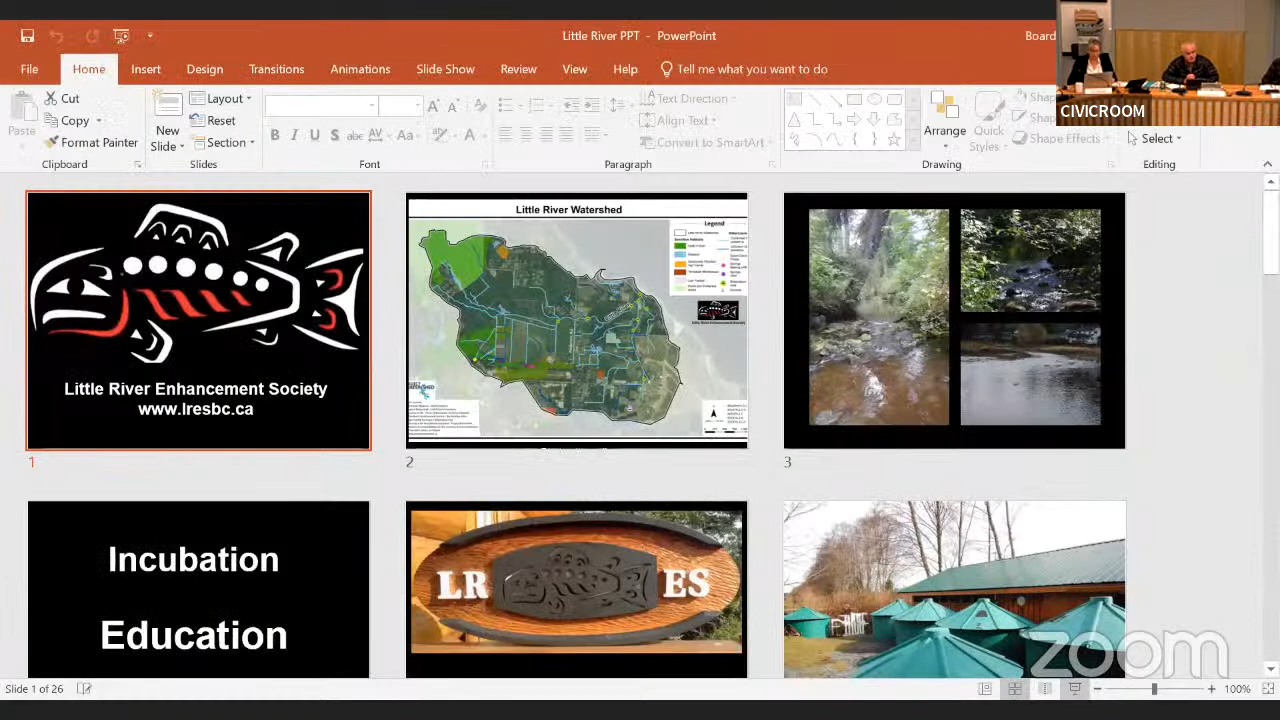 Little River PPT - PowerPoint
Board
File Home Insert Design Transitions Animations Slide Show Review View Help Tell me what you want to do
CIVICROOM
Paste
Cut
Copy
Format Painter
Clipboard
New
Slide
Layout
Reset
Section
Slides
B I U S abc AV Aa A
Font
Text Direction
Align Text
Convert to SmartArt
Paragraph
Arrange
Quick
Styles
Shape Effects
Drawing
Select
Editing
Little River Enhancement Society
www.lresbc.ca
1
Little River Watershed
Legend
2
3
Incubation
Education
LR ES
zoom
Slide 1 of 26
100%